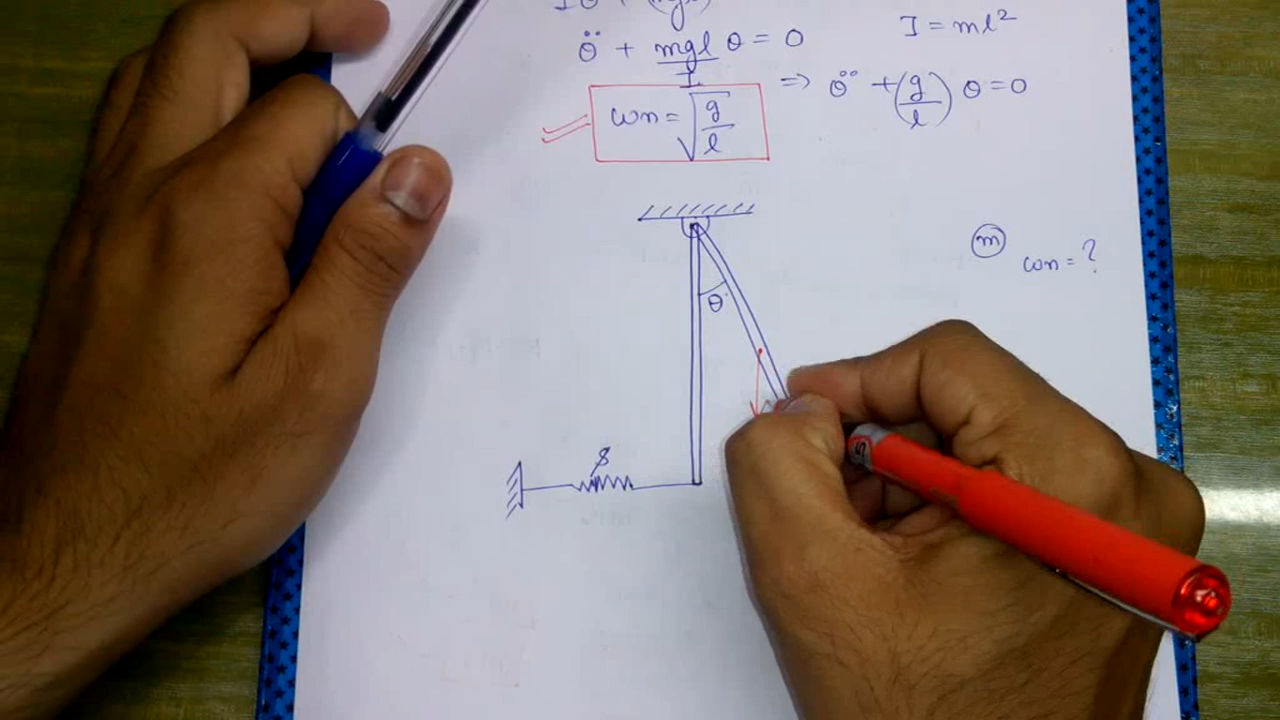 θ̈ + mgl/I θ = 0
I = ml²
ωn = √(g/l)
⇒ θ̈ + (g/l) θ = 0
m
ωn = ?
θ
s